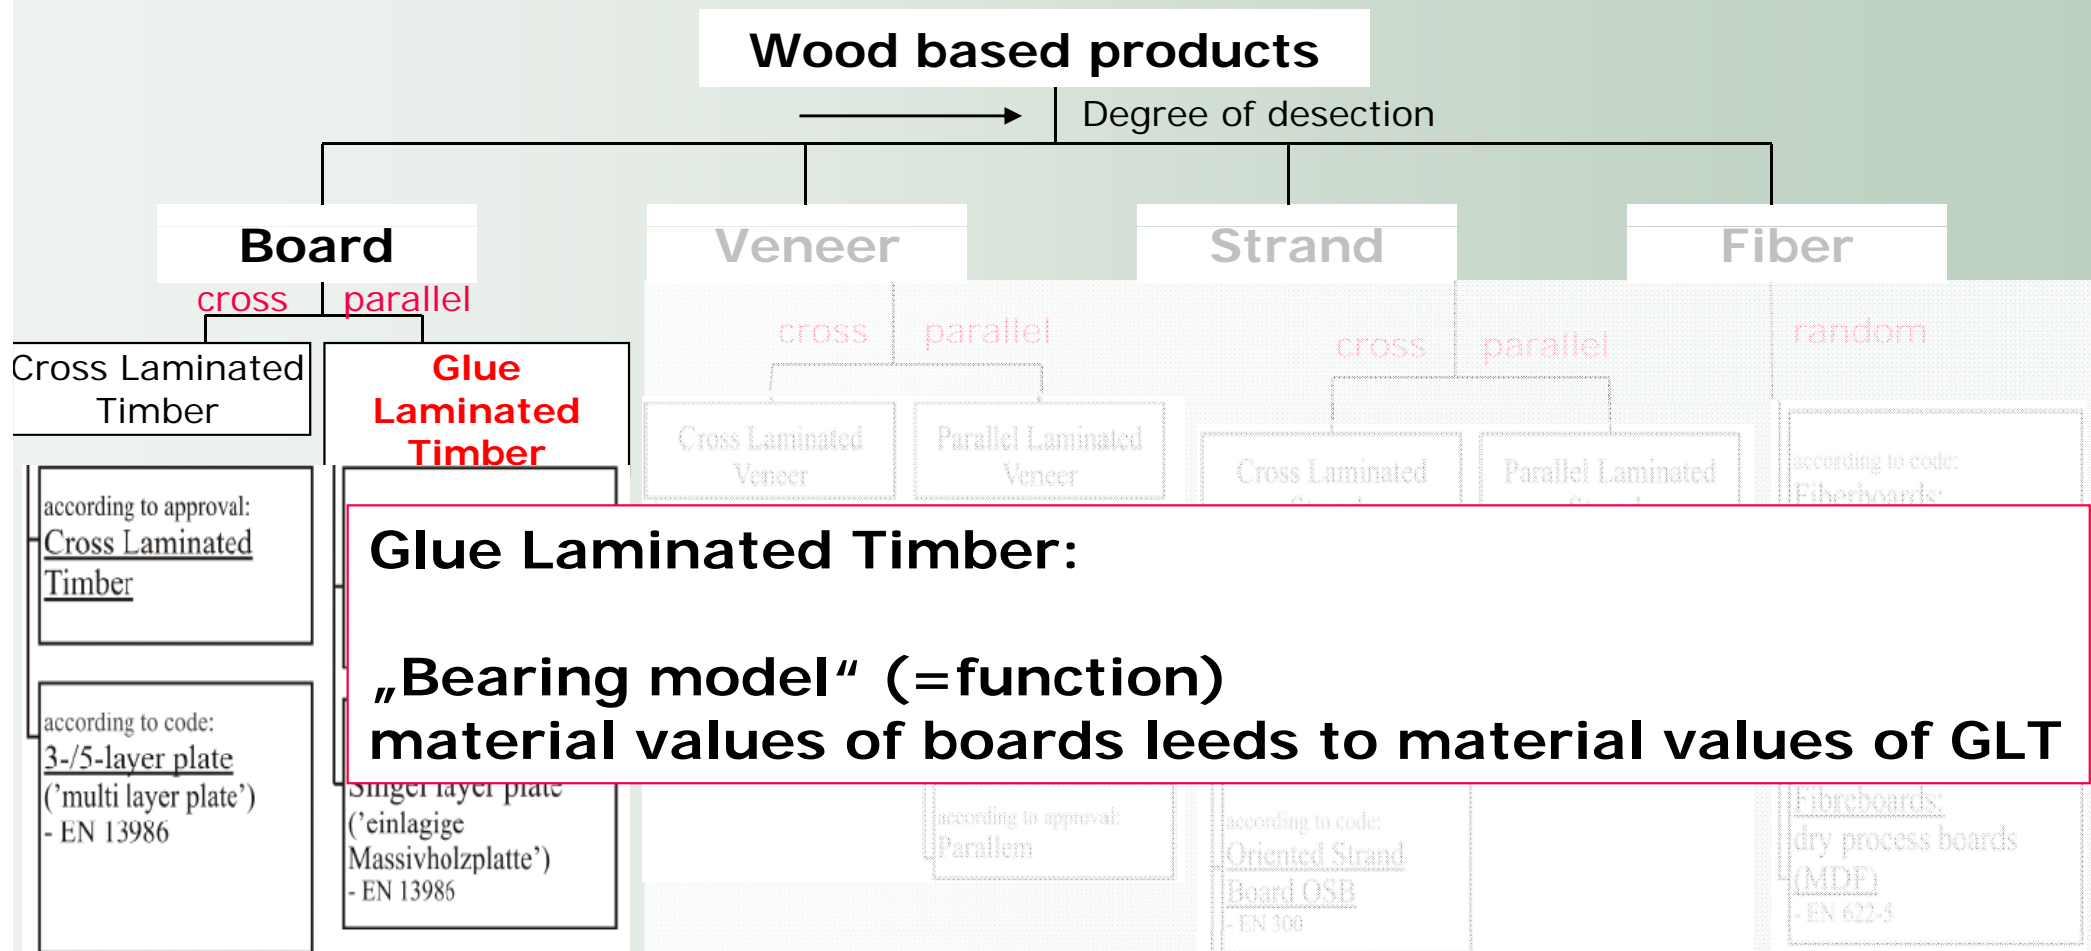 Wood based products
Degree of desection
Board
Veneer
Strand
Fiber
cross parallel
cross parallel
cross parallel
random
Cross Laminated
Timber
Glue
Laminated
Timber
Cross Laminated
Veneer
Parallel Laminated
Veneer
Cross Laminated
Parallel Laminated
according to code:
Fiberboards:
according to approval:
Cross Laminated
Timber
according to code:
3-/5-layer plate
(’multi layer plate’)
- EN 13986
Glue Laminated Timber:
„Bearing model“ (=function)
material values of boards leeds to material values of GLT
Singel layer plate
(’einlagige
Massivholzplatte’)
- EN 13986
according to approval:
Parallem
according to code:
Oriented Strand
Board OSB
- EN 300
Fibreboards:
dry process boards
(MDF)
- EN 622-5